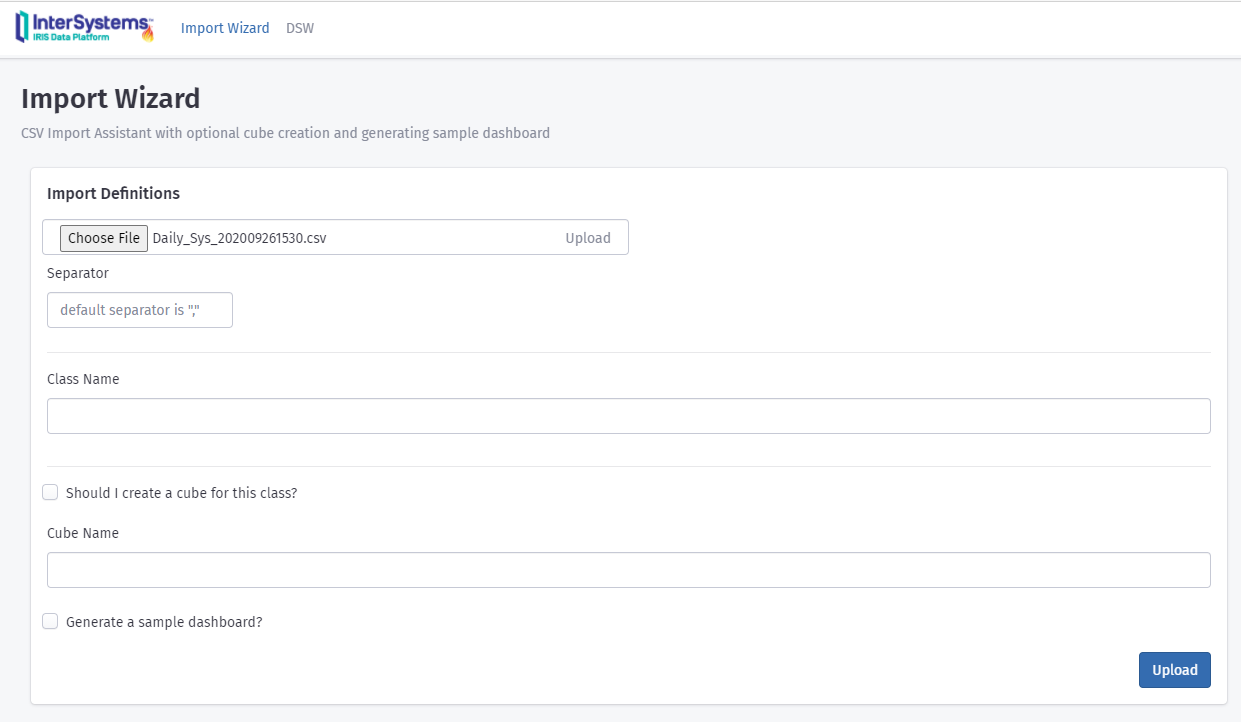 InterSystems™
IRIS Data Platform
Import Wizard DSW
Import Wizard
CSV Import Assistant with optional cube creation and generating sample dashboard
Import Definitions
Choose File Daily_Sys_202009261530.csv Upload
Separator
default separator is ","
Class Name
Should I create a cube for this class?
Cube Name
Generate a sample dashboard?
Upload